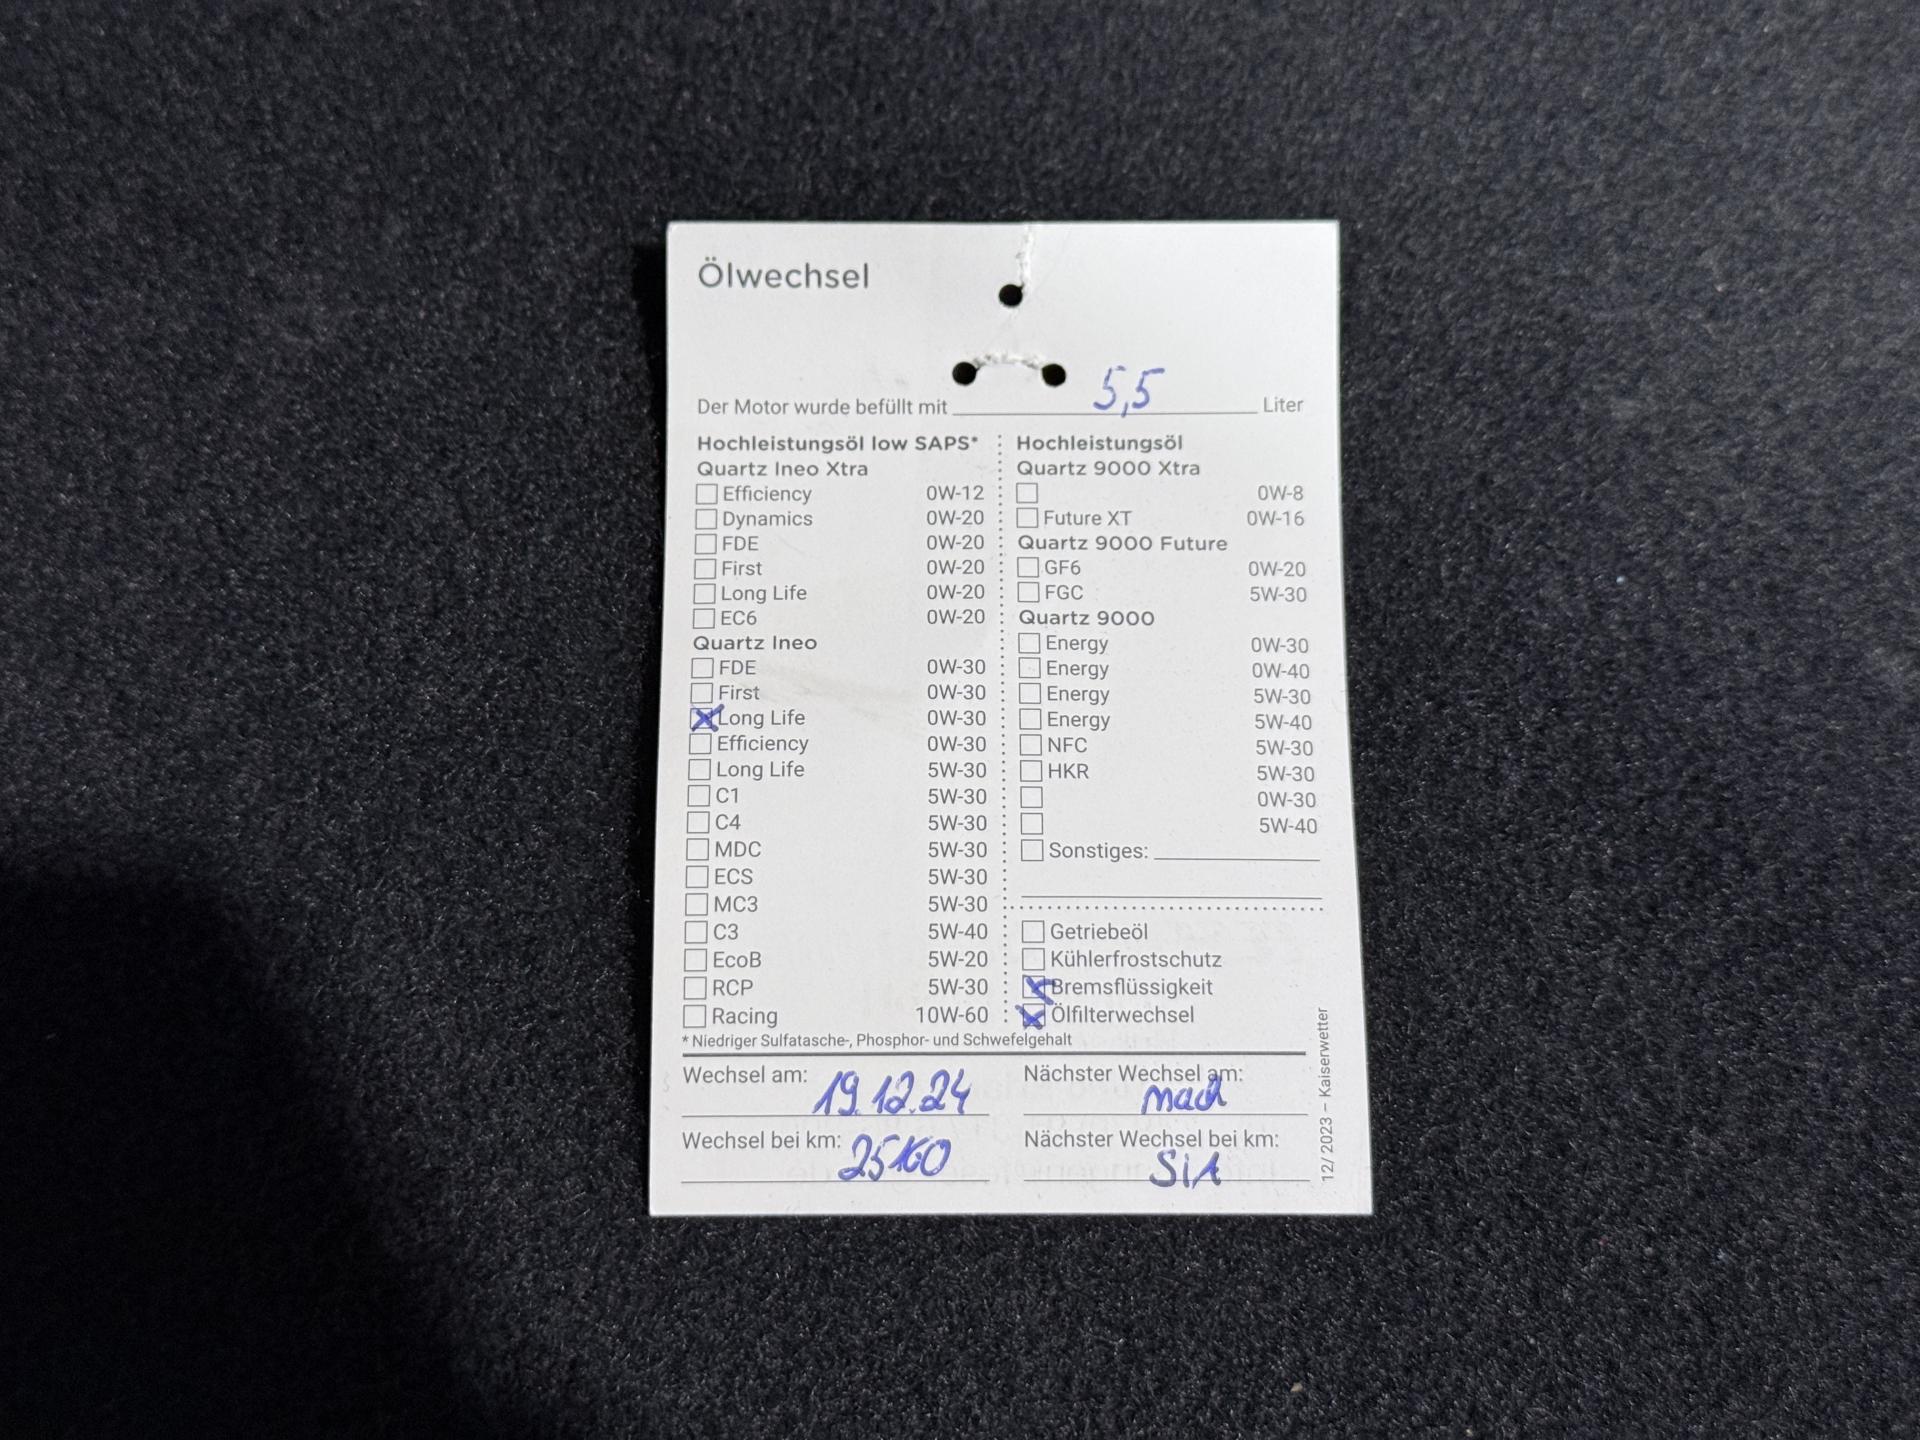 Ölwechsel
Der Motor wurde befüllt mit 5,5 Liter
Hochleistungsöl low SAPS*
Quartz Ineo Xtra
Efficiency 0W-12
Dynamics 0W-20
FDE 0W-20
First 0W-20
Long Life 0W-20
EC6 0W-20
Quartz Ineo
FDE 0W-30
First 0W-30
Long Life 0W-30
Efficiency 0W-30
Long Life 5W-30
C1 5W-30
C4 5W-30
MDC 5W-30
ECS 5W-30
MC3 5W-30
C3 5W-40
EcoB 5W-20
RCP 5W-30
Racing 10W-60
* Niedriger Sulfatasche-, Phosphor- und Schwefelgehalt
Hochleistungsöl
Quartz 9000 Xtra
0W-8
Future XT 0W-16
Quartz 9000 Future
GF6 0W-20
FGC 5W-30
Quartz 9000
Energy 0W-30
Energy 0W-40
Energy 5W-30
Energy 5W-40
NFC 5W-30
HKR 5W-30
0W-30
5W-40
Sonstiges:
Getriebeöl
Kühlerfrostschutz
Bremsflüssigkeit
Ölfilterwechsel
Wechsel am: 19.12.24
Nächster Wechsel am: nach
Wechsel bei km: 25160
Nächster Wechsel bei km: SIA
12/2023 – Kaiserwetter